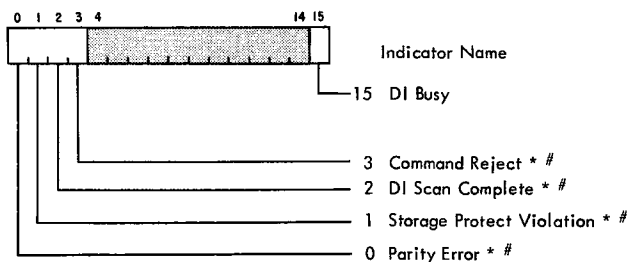 0 1 2 3 4 14 15
Indicator Name
15 DI Busy
3 Command Reject * #
2 DI Scan Complete * #
1 Storage Protect Violation * #
0 Parity Error * #